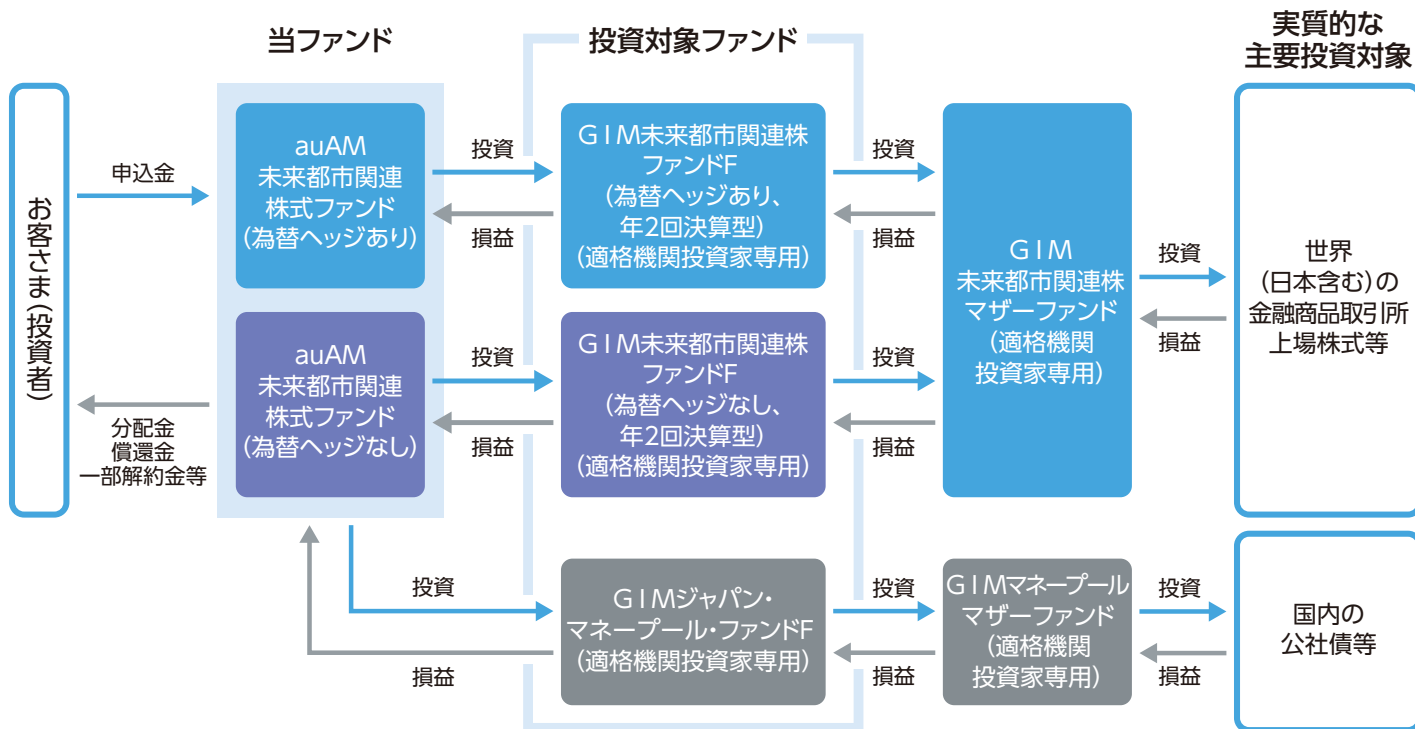 当ファンド
投資対象ファンド
実質的な
主要投資対象
お客さま(投資者)
申込金
分配金
償還金
一部解約金等
auAM
未来都市関連
株式ファンド
(為替ヘッジあり)
投資
損益
GIM未来都市関連株
ファンドF
(為替ヘッジあり、
年2回決算型)
(適格機関投資家専用)
投資
損益
auAM
未来都市関連
株式ファンド
(為替ヘッジなし)
投資
損益
GIM未来都市関連株
ファンドF
(為替ヘッジなし、
年2回決算型)
(適格機関投資家専用)
投資
損益
GIM
未来都市関連株
マザーファンド
(適格機関
投資家専用)
投資
損益
世界
(日本含む)の
金融商品取引所
上場株式等
投資
損益
GIMジャパン・
マネープール・ファンドF
(適格機関投資家専用)
投資
損益
GIMマネープール
マザーファンド
(適格機関
投資家専用)
投資
損益
国内の
公社債等